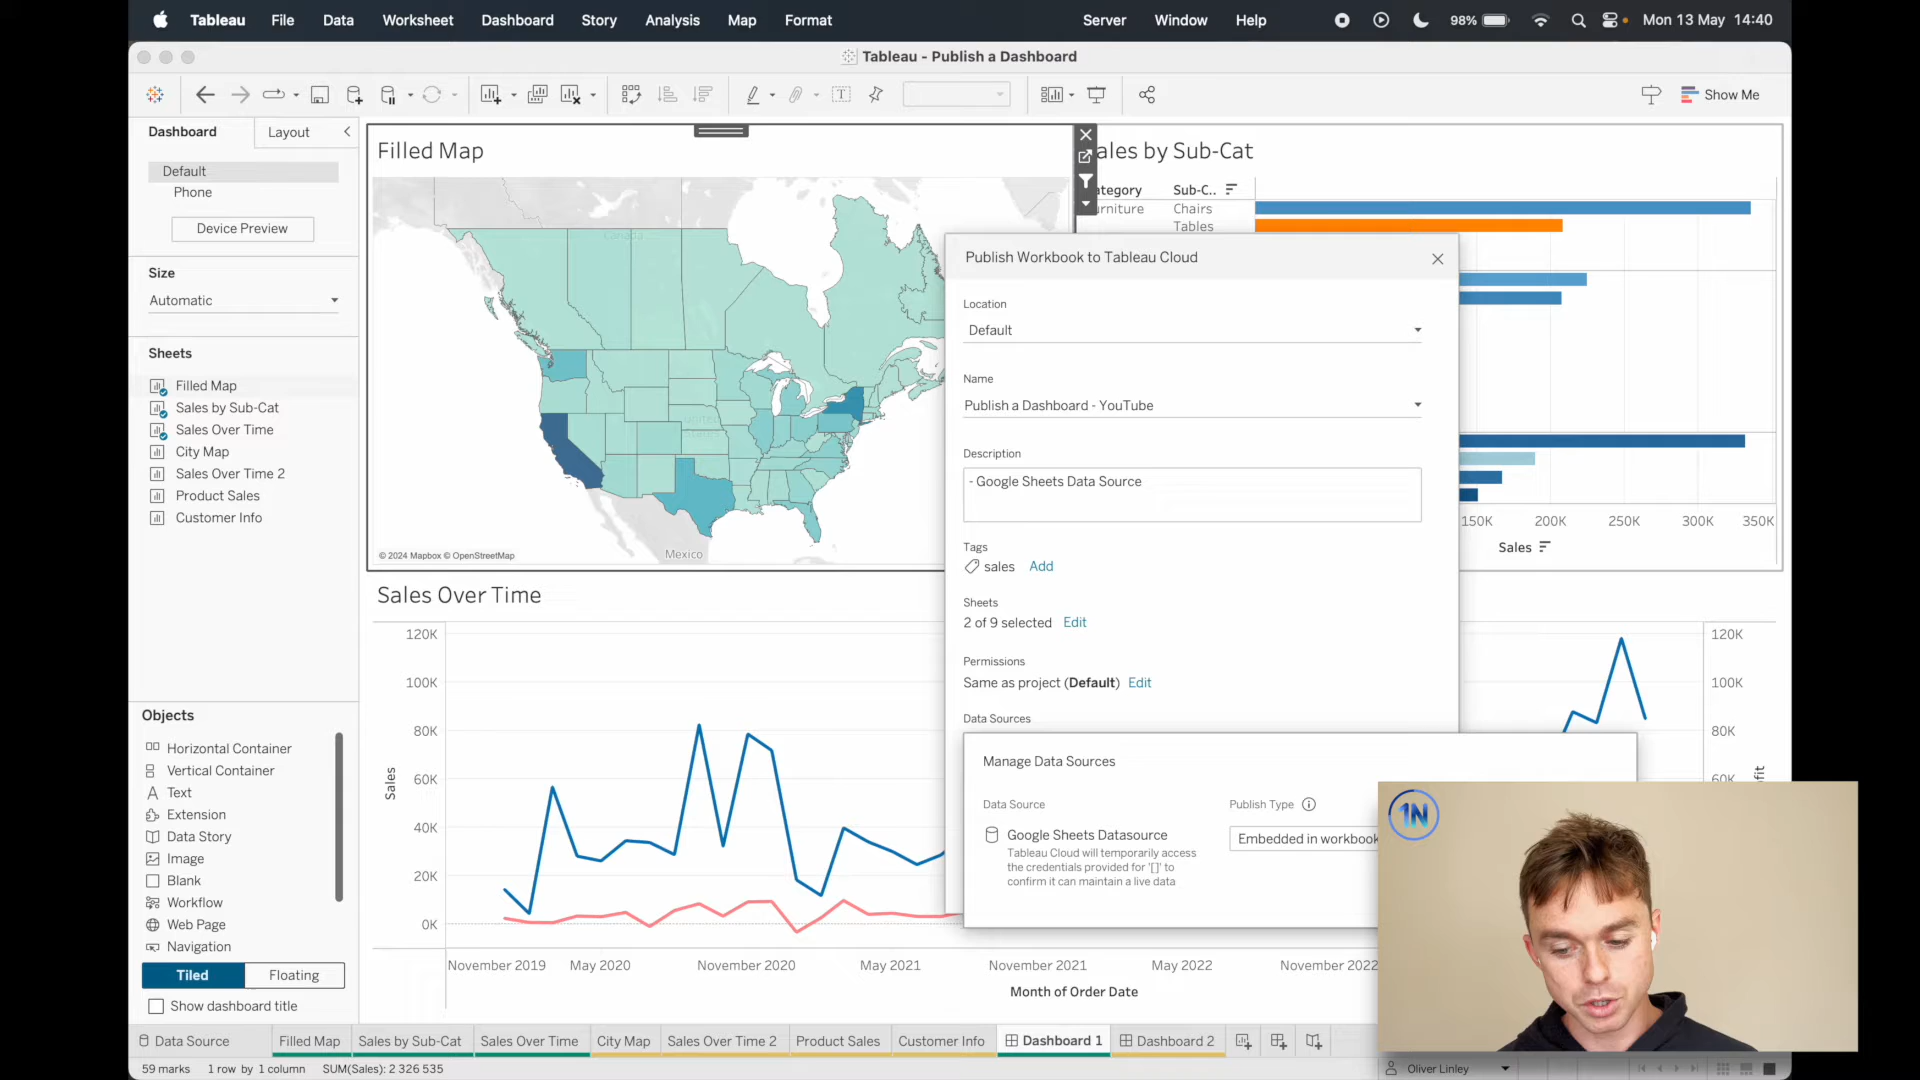 Tableau File Data Worksheet Dashboard Story Analysis Map Format Server Window Help 98% Mon 13 May 14:40
Tableau - Publish a Dashboard
Show Me
Dashboard Layout
Default
Phone
Device Preview
Size
Automatic
Sheets
Filled Map
Sales by Sub-Cat
Sales Over Time
City Map
Sales Over Time 2
Product Sales
Customer Info
Objects
Horizontal Container
Vertical Container
Text
Extension
Data Story
Image
Blank
Workflow
Web Page
Navigation
Tiled Floating
Show dashboard title
Filled Map
Canada
United States
Mexico
© 2024 Mapbox © OpenStreetMap
ales by Sub-Cat
ategory Sub-C..
urniture Chairs
Tables
150K 200K 250K 300K 350K
Sales
Publish Workbook to Tableau Cloud
Location
Default
Name
Publish a Dashboard - YouTube
Description
- Google Sheets Data Source
Tags
sales Add
Sheets
2 of 9 selected Edit
Permissions
Same as project (Default) Edit
Data Sources
Manage Data Sources
Data Source Publish Type
Google Sheets Datasource
Embedded in workbook
Tableau Cloud will temporarily access
the credentials provided for '[]' to
confirm it can maintain a live data
Sales Over Time
120K
100K
80K
60K
40K
20K
0K
Sales
120K
100K
80K
60K
fit
November 2019 May 2020 November 2020 May 2021 November 2021 May 2022 November 2022
Month of Order Date
1N
Data Source Filled Map Sales by Sub-Cat Sales Over Time City Map Sales Over Time 2 Product Sales Customer Info Dashboard 1 Dashboard 2
59 marks 1 row by 1 column SUM(Sales): 2 326 535 Oliver Linley